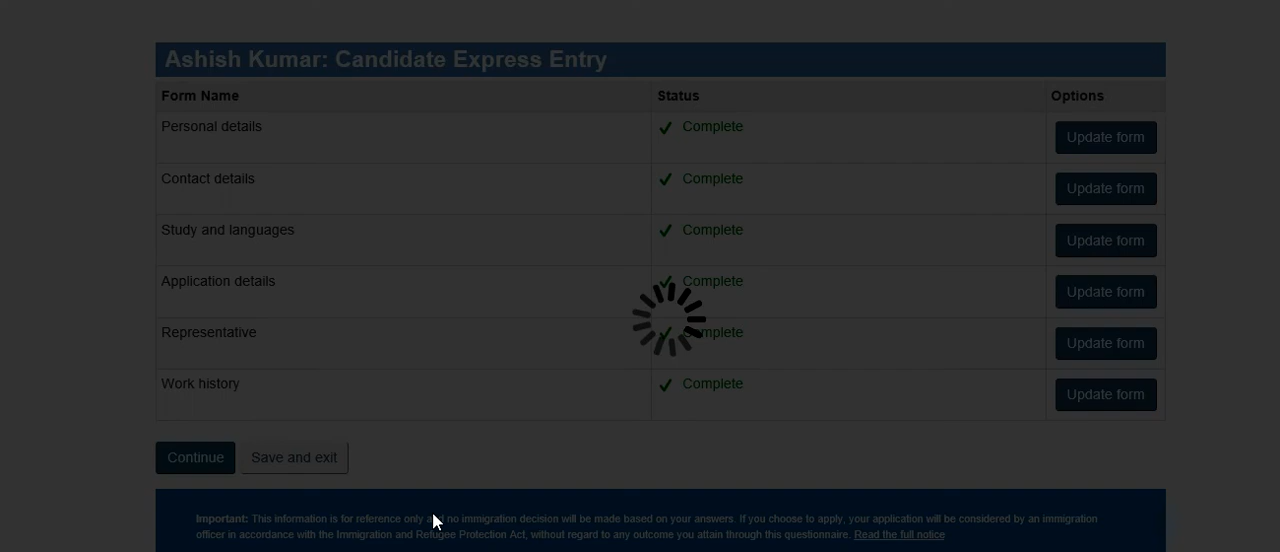 Ashish Kumar: Candidate Express Entry
Form Name Status Options
Personal details Complete Update form
Contact details Complete Update form
Study and languages Complete Update form
Application details Complete Update form
Representative Complete Update form
Work history Complete Update form
Continue Save and exit
Important: This information is for reference only and no immigration decision will be made based on your answers. If you choose to apply, your application will be considered by an immigration
officer in accordance with the Immigration and Refugee Protection Act, without regard to any outcome you attain through this questionnaire. Read the full notice